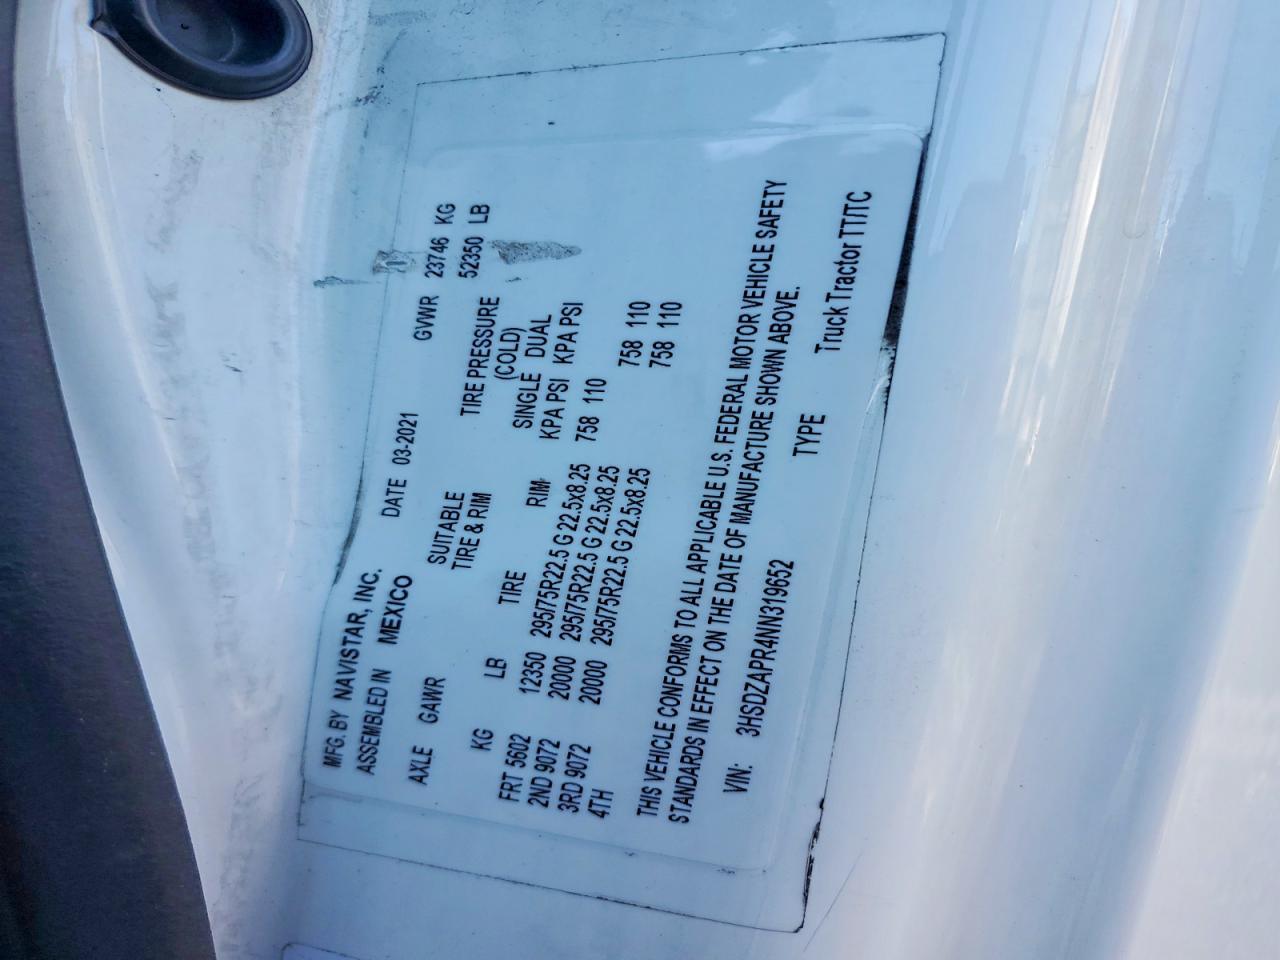 MFG. BY NAVISTAR, INC.
ASSEMBLED IN MEXICO DATE 03-2021 GVWR 23746 KG
52350 LB
AXLE GAWR SUITABLE TIRE PRESSURE
TIRE & RIM (COLD)
SINGLE DUAL
KG LB TIRE RIM KPA PSI KPA PSI
FRT 5602 12350 295/75R22.5 G 22.5x8.25 758 110
2ND 9072 20000 295/75R22.5 G 22.5x8.25 758 110
3RD 9072 20000 295/75R22.5 G 22.5x8.25 758 110
4TH
THIS VEHICLE CONFORMS TO ALL APPLICABLE U.S. FEDERAL MOTOR VEHICLE SAFETY
STANDARDS IN EFFECT ON THE DATE OF MANUFACTURE SHOWN ABOVE.
VIN: 3HSDZAPR4NN319652 TYPE Truck Tractor TT/TC